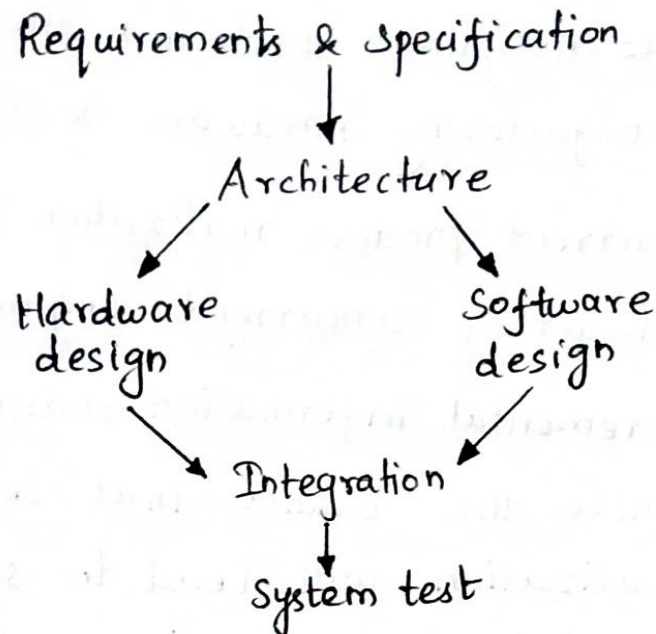 Requirements & specification
Architecture
Hardware
design
Software
design
Integration
System test